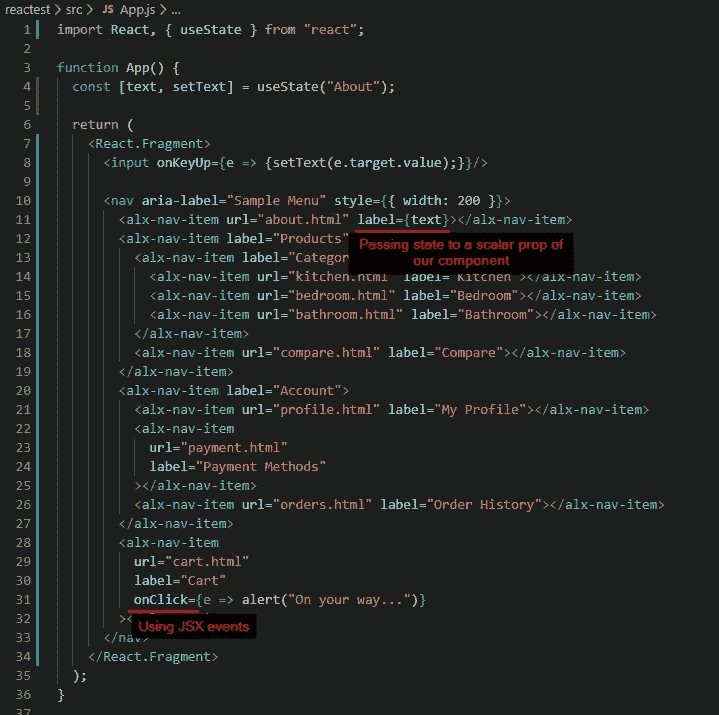 reactest > src > JS App.js > ...
1 import React, { useState } from "react";
2
3 function App() {
4 const [text, setText] = useState("About");
5
6 return (
7 <React.Fragment>
8 <input onKeyUp={e => {setText(e.target.value);}}/>
9
10 <nav aria-label="Sample Menu" style={{ width: 200 }}>
11 <alx-nav-item url="about.html" label={text}></alx-nav-item>
12 <alx-nav-item label="Products"
Passing state to a scalar prop of
our component
13 <alx-nav-item label="Categor
14 <alx-nav-item url="kitchen.html" label="Kitchen"></alx-nav-item>
15 <alx-nav-item url="bedroom.html" label="Bedroom"></alx-nav-item>
16 <alx-nav-item url="bathroom.html" label="Bathroom"></alx-nav-item>
17 </alx-nav-item>
18 <alx-nav-item url="compare.html" label="Compare"></alx-nav-item>
19 </alx-nav-item>
20 <alx-nav-item label="Account">
21 <alx-nav-item url="profile.html" label="My Profile"></alx-nav-item>
22 <alx-nav-item
23 url="payment.html"
24 label="Payment Methods"
25 ></alx-nav-item>
26 <alx-nav-item url="orders.html" label="Order History"></alx-nav-item>
27 </alx-nav-item>
28 <alx-nav-item
29 url="cart.html"
30 label="Cart"
31 onClick={e => alert("On your way...")}
32 ><
Using JSX events
33 </nav>
34 </React.Fragment>
35 );
36 }
37